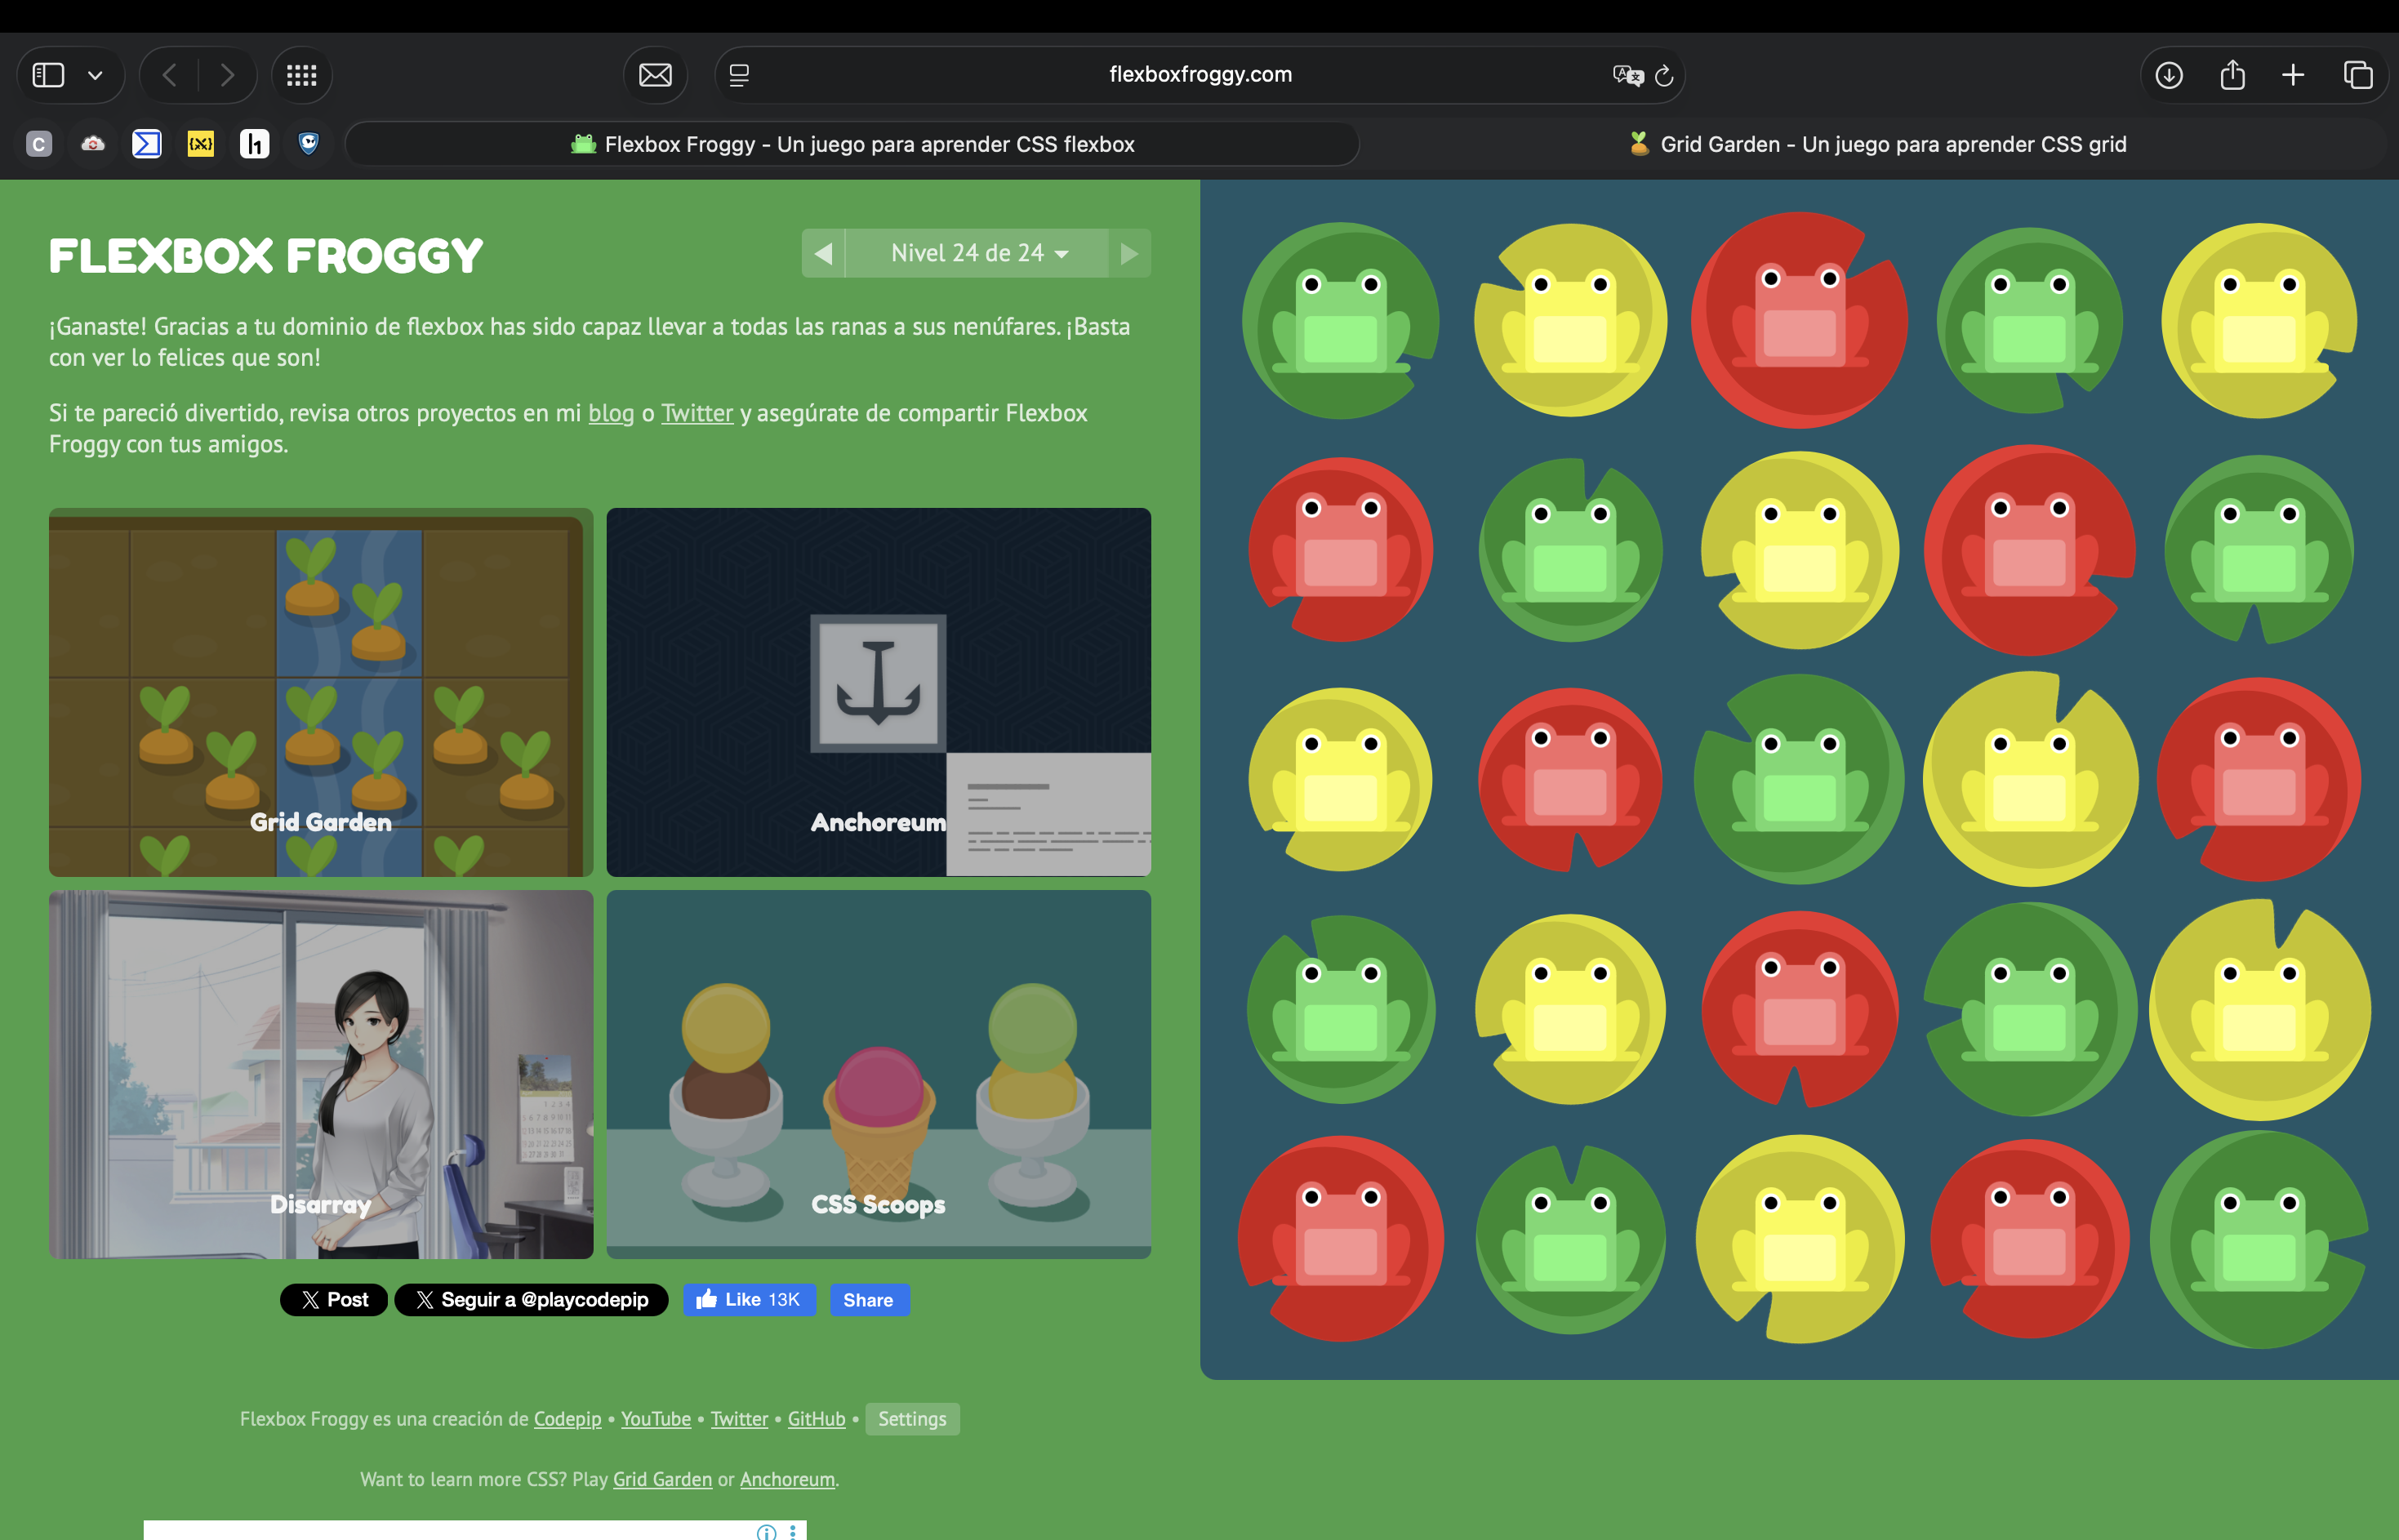 flexboxfroggy.com
C
{X}
h1
Flexbox Froggy - Un juego para aprender CSS flexbox
Grid Garden - Un juego para aprender CSS grid
FLEXBOX FROGGY
Nivel 24 de 24
¡Ganaste! Gracias a tu dominio de flexbox has sido capaz llevar a todas las ranas a sus nenúfares. ¡Basta
con ver lo felices que son!
Si te pareció divertido, revisa otros proyectos en mi blog o Twitter y asegúrate de compartir Flexbox
Froggy con tus amigos.
Grid Garden
Anchoreum
Disarray
CSS Scoops
X Post
X Seguir a @playcodepip
Like 13K
Share
Flexbox Froggy es una creación de Codepip • YouTube • Twitter • GitHub • Settings
Want to learn more CSS? Play Grid Garden or Anchoreum.